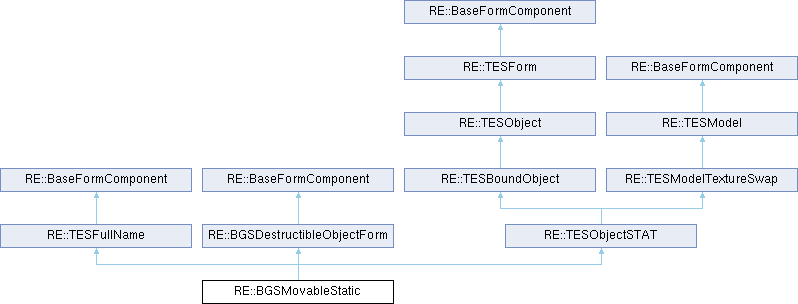 RE::BaseFormComponent
RE::TESForm
RE::BaseFormComponent
RE::TESObject
RE::TESModel
RE::BaseFormComponent
RE::BaseFormComponent
RE::TESBoundObject
RE::TESModelTextureSwap
RE::TESFullName
RE::BGSDestructibleObjectForm
RE::TESObjectSTAT
RE::BGSMovableStatic